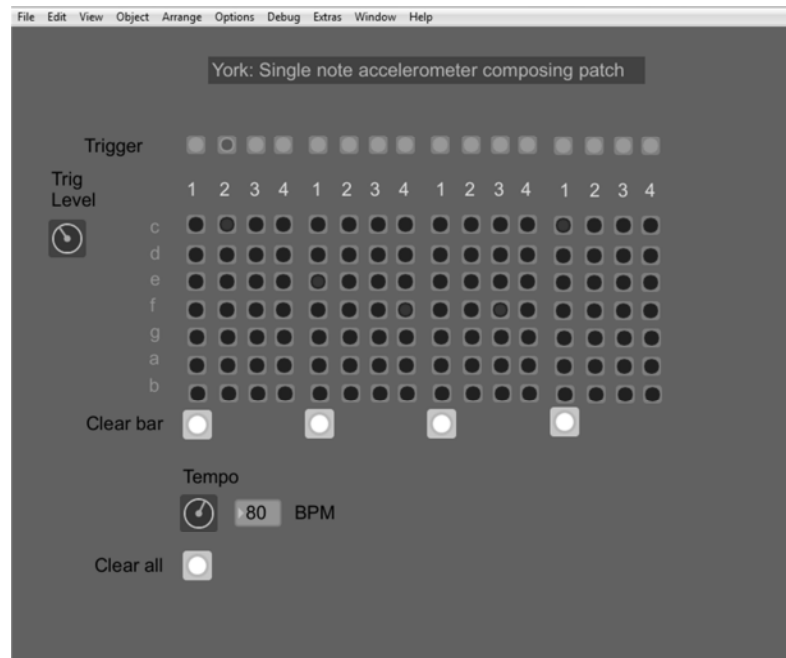 File Edit View Object Arrange Options Debug Extras Window Help
York: Single note accelerometer composing patch
Trigger
Trig
Level
1 2 3 4 1 2 3 4 1 2 3 4 1 2 3 4
c
d
e
f
g
a
b
Clear bar
Tempo
80 BPM
Clear all